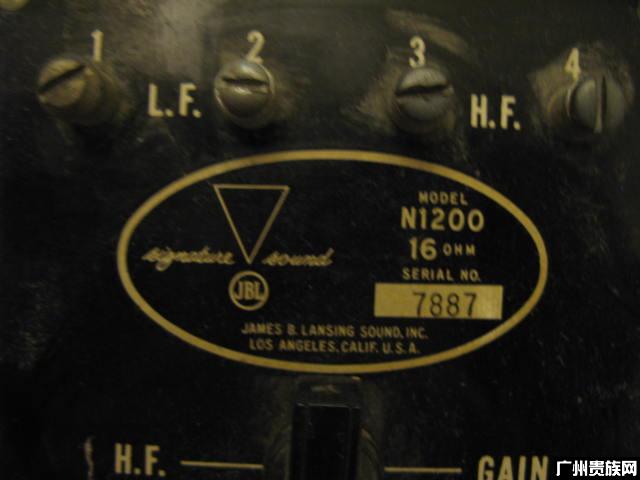 1 2 3 4
L.F. H.F.
MODEL
N1200
16 OHM
signature sound
SERIAL NO.
JBL
7887
JAMES B. LANSING SOUND, INC.
LOS ANGELES, CALIF. U.S.A.
H.F. GAIN
广州贵族网